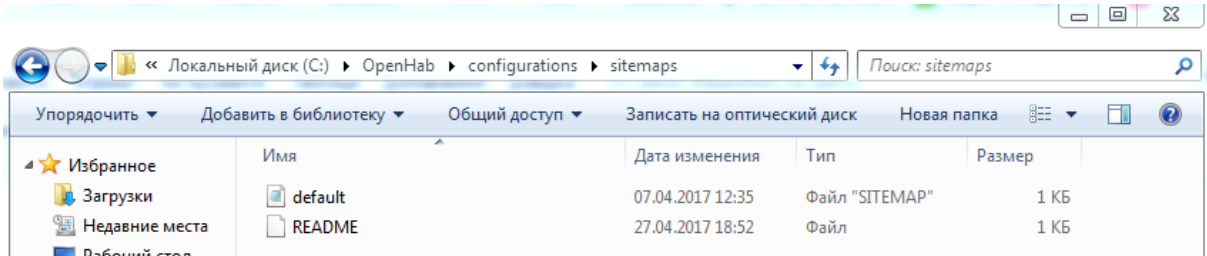 « Локальный диск (C:) ▸ OpenHab ▸ configurations ▸ sitemaps
Поиск: sitemaps
Упорядочить ▼ Добавить в библиотеку ▼ Общий доступ ▼ Записать на оптический диск Новая папка
Избранное
Загрузки
Недавние места
Рабочий стол
Имя Дата изменения Тип Размер
default 07.04.2017 12:35 Файл "SITEMAP" 1 КБ
README 27.04.2017 18:52 Файл 1 КБ